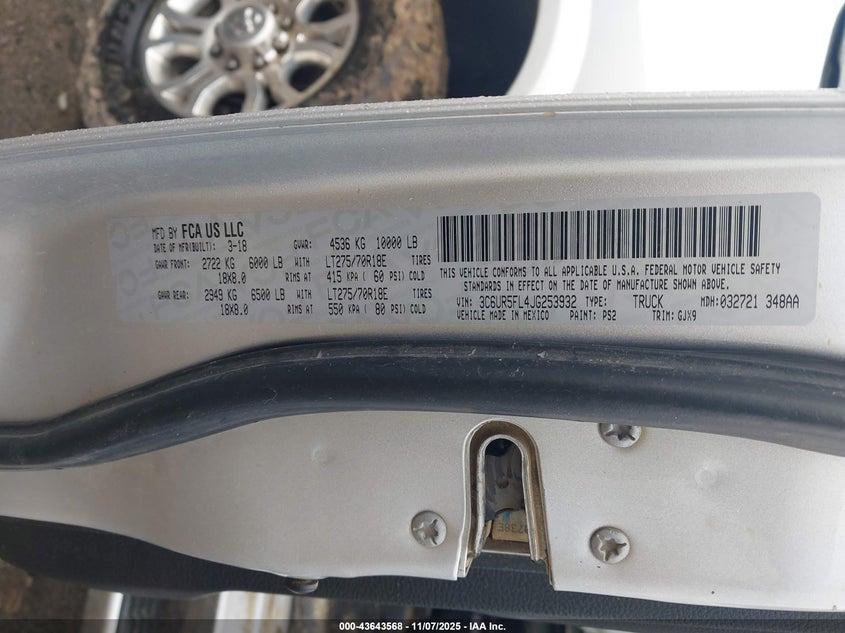 MFD BY FCA US LLC
DATE OF MFR(BUILT): 3-18 GVWR: 4536 KG 10000 LB
GAWR FRONT: 2722 KG 6000 LB WITH LT275/70R18E TIRES
18X8.0 RIMS AT 415 KPA ( 60 PSI) COLD
GAWR REAR: 2949 KG 6500 LB WITH LT275/70R18E TIRES
18X8.0 RIMS AT 550 KPA ( 80 PSI) COLD
THIS VEHICLE CONFORMS TO ALL APPLICABLE U.S.A. FEDERAL MOTOR VEHICLE SAFETY
STANDARDS IN EFFECT ON THE DATE OF MANUFACTURE SHOWN ABOVE.
VIN: 3C6UR5FL4JG253932 TYPE: TRUCK MDH: 032721 348AA
VEHICLE MADE IN MEXICO PAINT: PS2 TRIM: GJX9
000-43643568 - 11/07/2025 - IAA Inc.